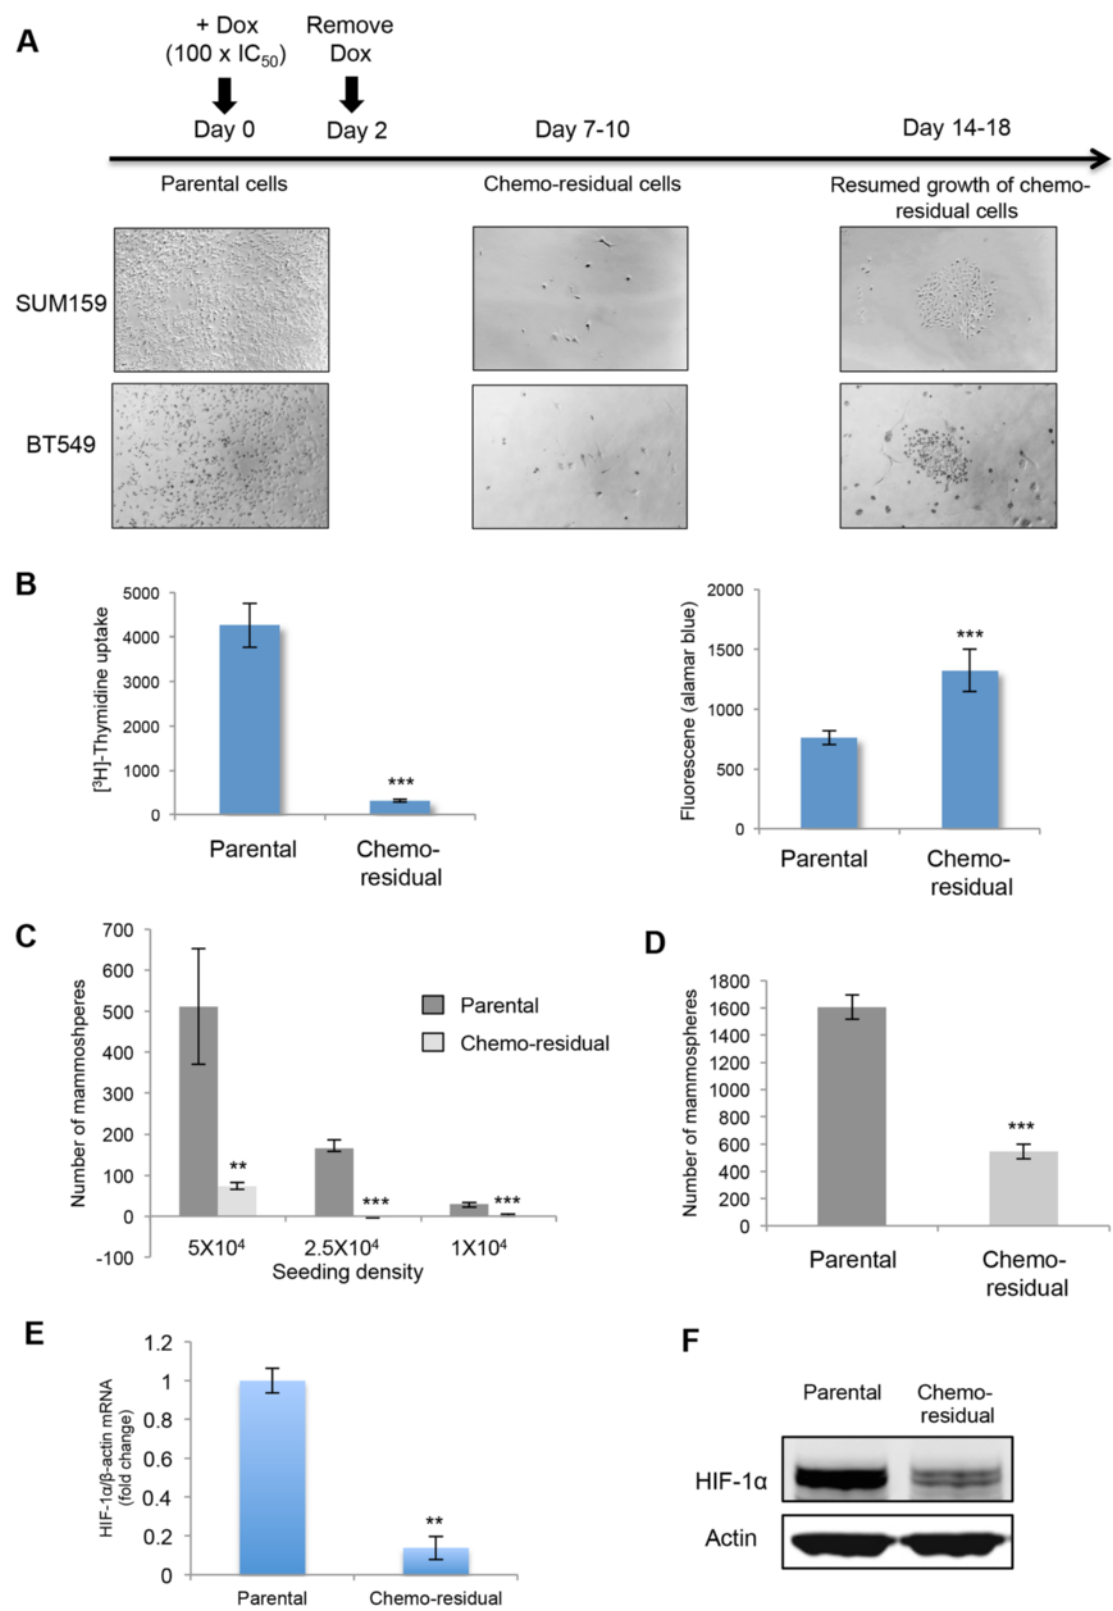 A
+ Dox
(100 x IC50)
Remove
Dox
Day 0
Day 2
Day 7-10
Day 14-18
Parental cells
Chemo-residual cells
Resumed growth of chemo-
residual cells
SUM159
BT549
B
[3H]-Thymidine uptake
5000
4000
3000
2000
1000
0
***
Parental
Chemo-
residual
Fluorescene (alamar blue)
2000
1500
1000
500
0
***
Parental
Chemo-
residual
C
Number of mammoshperes
700
600
500
400
300
200
100
0
-100
**
***
***
5X10⁴
2.5X10⁴
1X10⁴
Seeding density
Parental
Chemo-residual
D
Number of mammospheres
1800
1600
1400
1200
1000
800
600
400
200
0
***
Parental
Chemo-
residual
E
HIF-1α/β-actin mRNA
(fold change)
1.2
1
0.8
0.6
0.4
0.2
0
**
Parental
Chemo-residual
F
Parental
Chemo-
residual
HIF-1α
Actin